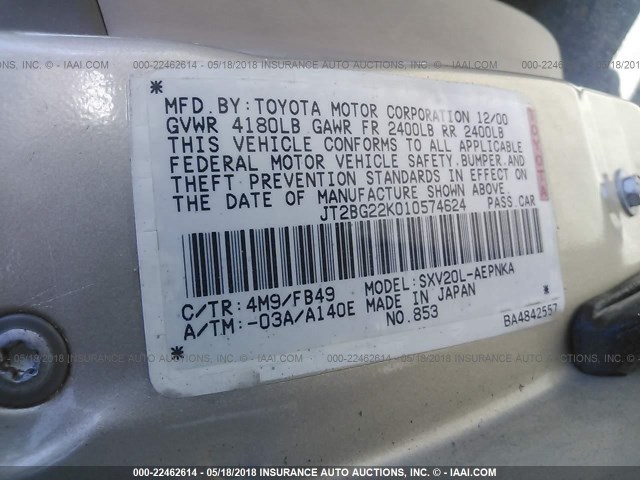 000-22462614 - 05/18/2018 INSURANCE AUTO AUCTIONS, INC. - IAAI.COM
*
MFD.BY:TOYOTA MOTOR CORPORATION 12/00
GVWR 4180LB GAWR FR 2400LB RR 2400LB
THIS VEHICLE CONFORMS TO ALL APPLICABLE
FEDERAL MOTOR VEHICLE SAFETY,BUMPER,AND
THEFT PREVENTION STANDARDS IN EFFECT ON
THE DATE OF MANUFACTURE SHOWN ABOVE.
JT2BG22K010574624 PASS.CAR
TOYOTA
C/TR:4M9/FB49 MODEL:SXV20L-AEPNKA
A/TM:-03A/A140E MADE IN JAPAN
NO.853 BA4842557
*
000-22462614 - 05/18/2018 INSURANCE AUTO AUCTIONS, INC. - IAAI.COM
000-22462614 - 05/18/2018 INSURANCE AUTO AUCTIONS, INC. - IAAI.COM